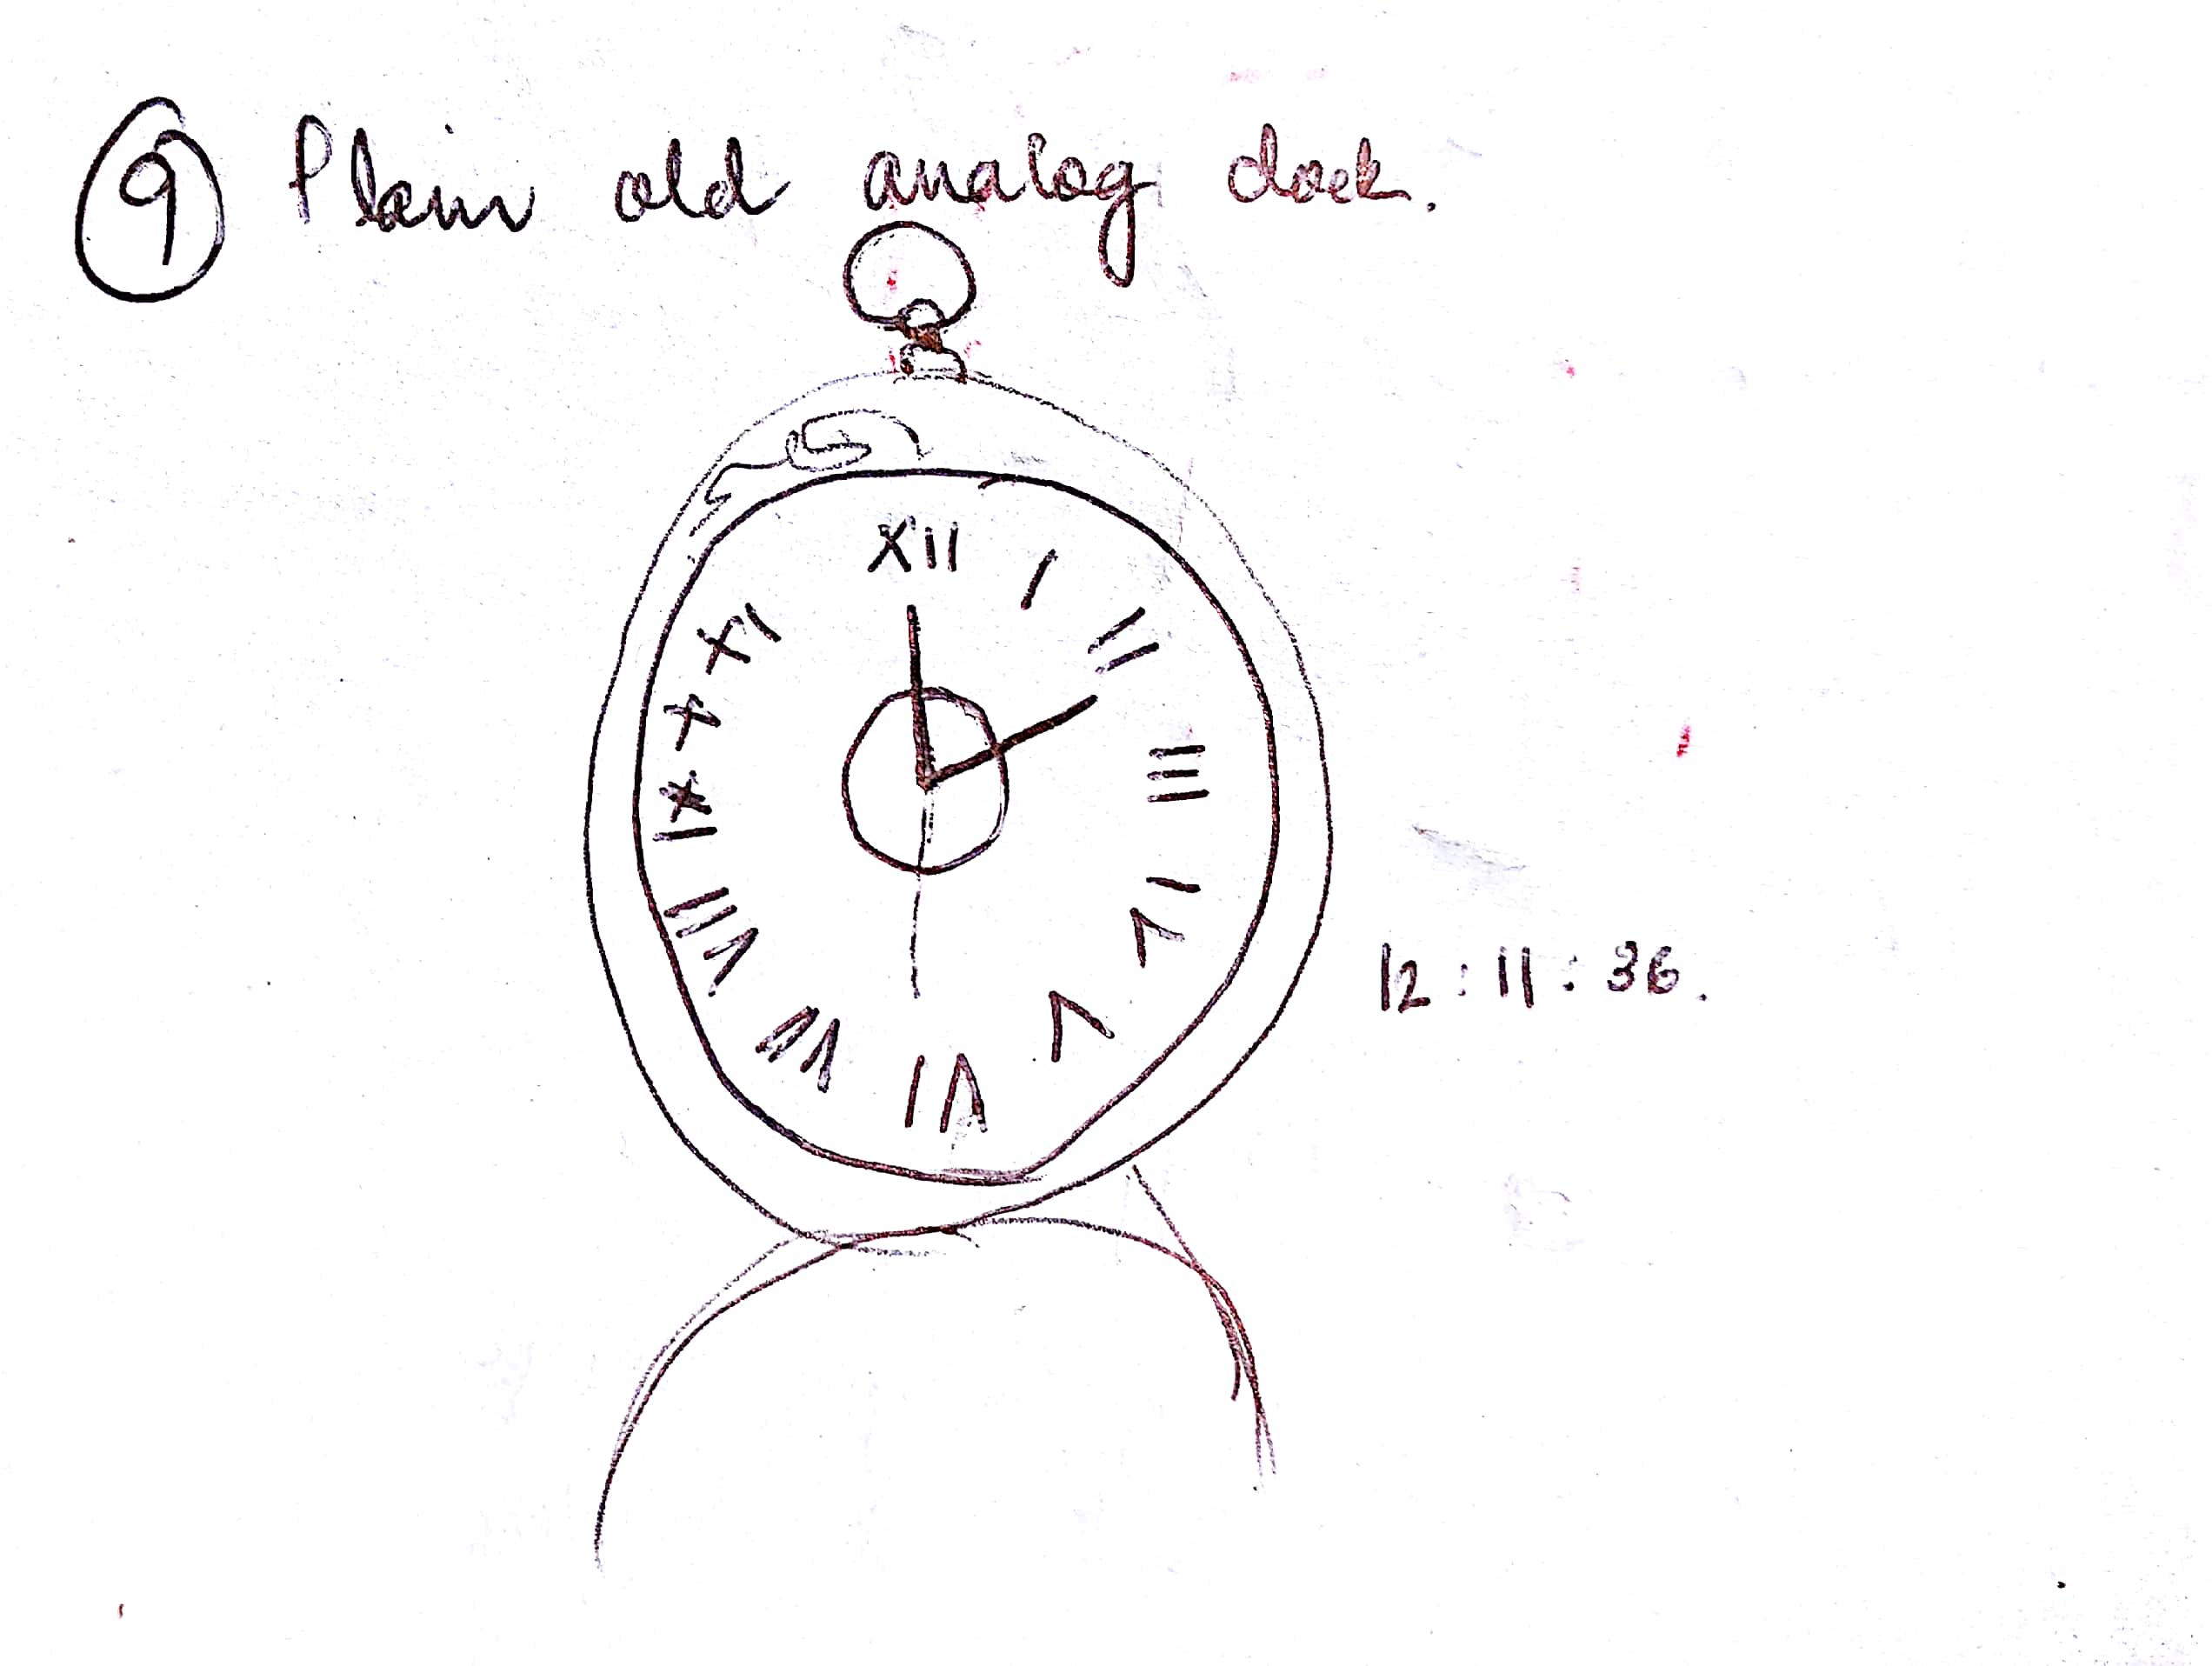 9 Plain old analog clock.
XII
I
II
III
IV
V
VI
VII
VIII
IX
X
XI
12 : 11 : 36.